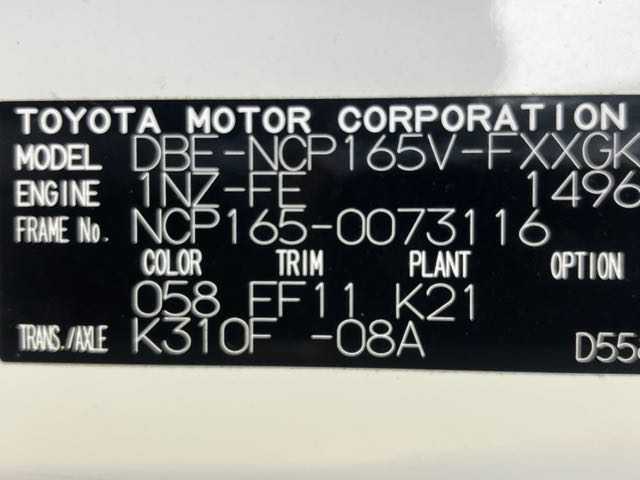 TOYOTA MOTOR CORPORATION
MODEL DBE-NCP165V-FXXGK
ENGINE 1NZ-FE 1496
FRAME No. NCP165-0073116
COLOR TRIM PLANT OPTION
058 FF11 K21
TRANS./AXLE K310F -08A D556